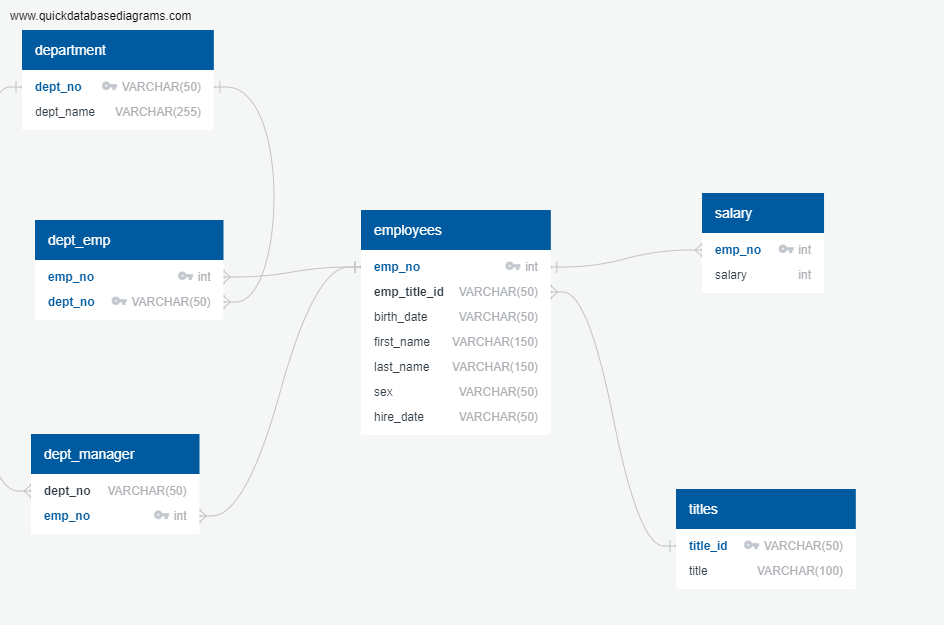 www.quickdatabasediagrams.com
department
dept_no VARCHAR(50)
dept_name VARCHAR(255)
dept_emp
emp_no int
dept_no VARCHAR(50)
dept_manager
dept_no VARCHAR(50)
emp_no int
employees
emp_no int
emp_title_id VARCHAR(50)
birth_date VARCHAR(50)
first_name VARCHAR(150)
last_name VARCHAR(150)
sex VARCHAR(50)
hire_date VARCHAR(50)
salary
emp_no int
salary int
titles
title_id VARCHAR(50)
title VARCHAR(100)